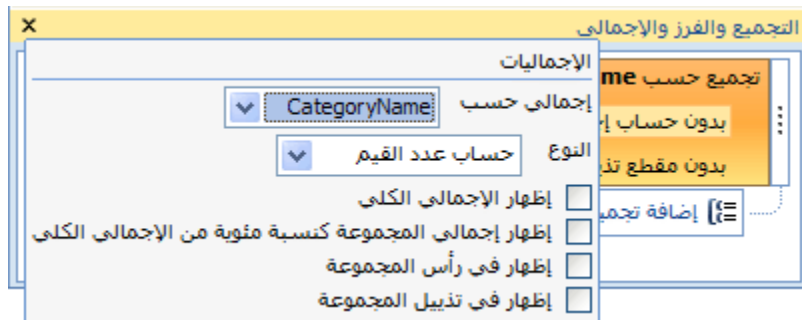 التجميع والفرز والإجمالي
الإجماليات
إجمالي حسب CategoryName
النوع حساب عدد القيم
إظهار الإجمالي الكلي
إظهار إجمالي المجموعة كنسبة مئوية من الإجمالي الكلي
إظهار في رأس المجموعة
إظهار في تذييل المجموعة
تجميع حسب me
بدون حساب
بدون مقطع
إضافة